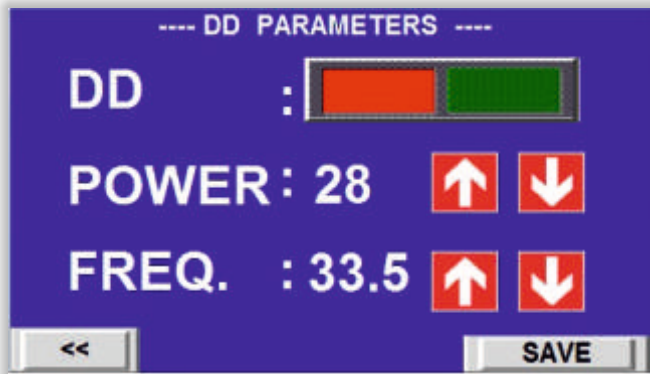 ---- DD PARAMETERS ----
DD :
POWER : 28
FREQ. : 33.5
<< SAVE